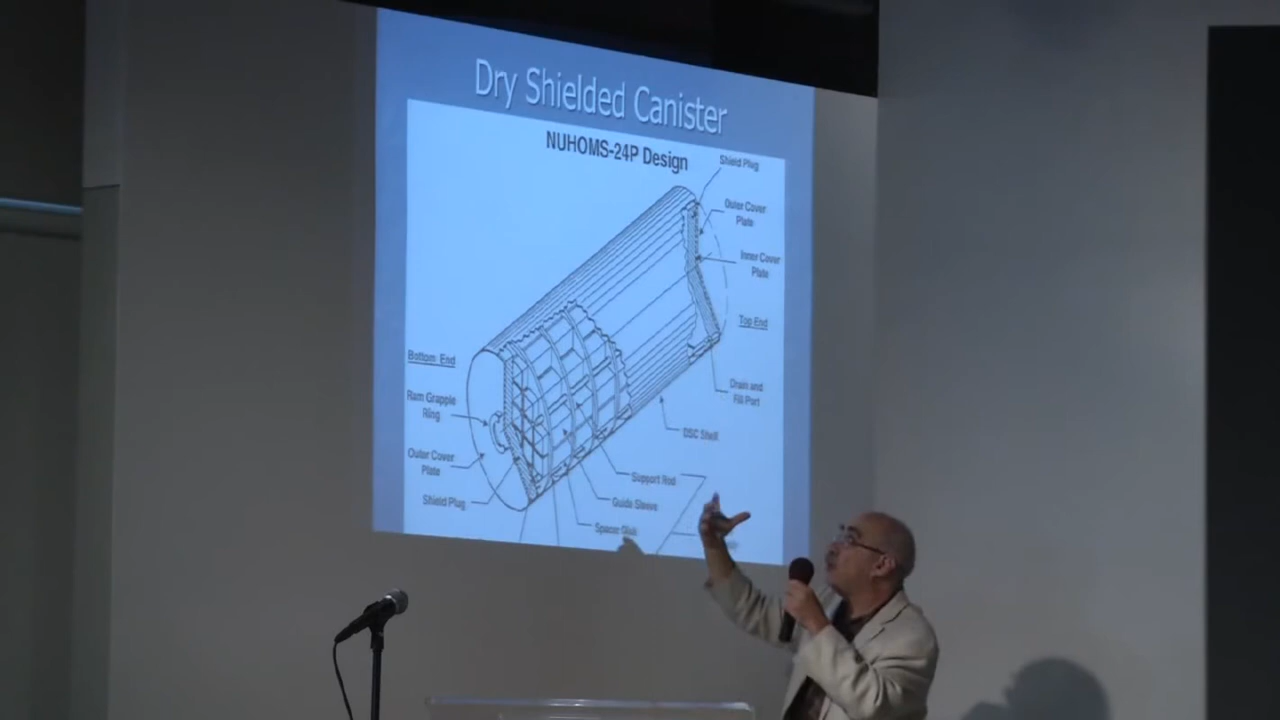 Dry Shielded Canister
NUHOMS-24P Design
Shield Plug
Outer Cover
Plate
Inner Cover
Plate
Top End
Bottom End
Ram Grapple
Ring
Drain and
Fill Port
DSC Shell
Outer Cover
Plate
Support Rod
Shield Plug
Guide Sleeve
Spacer Disk